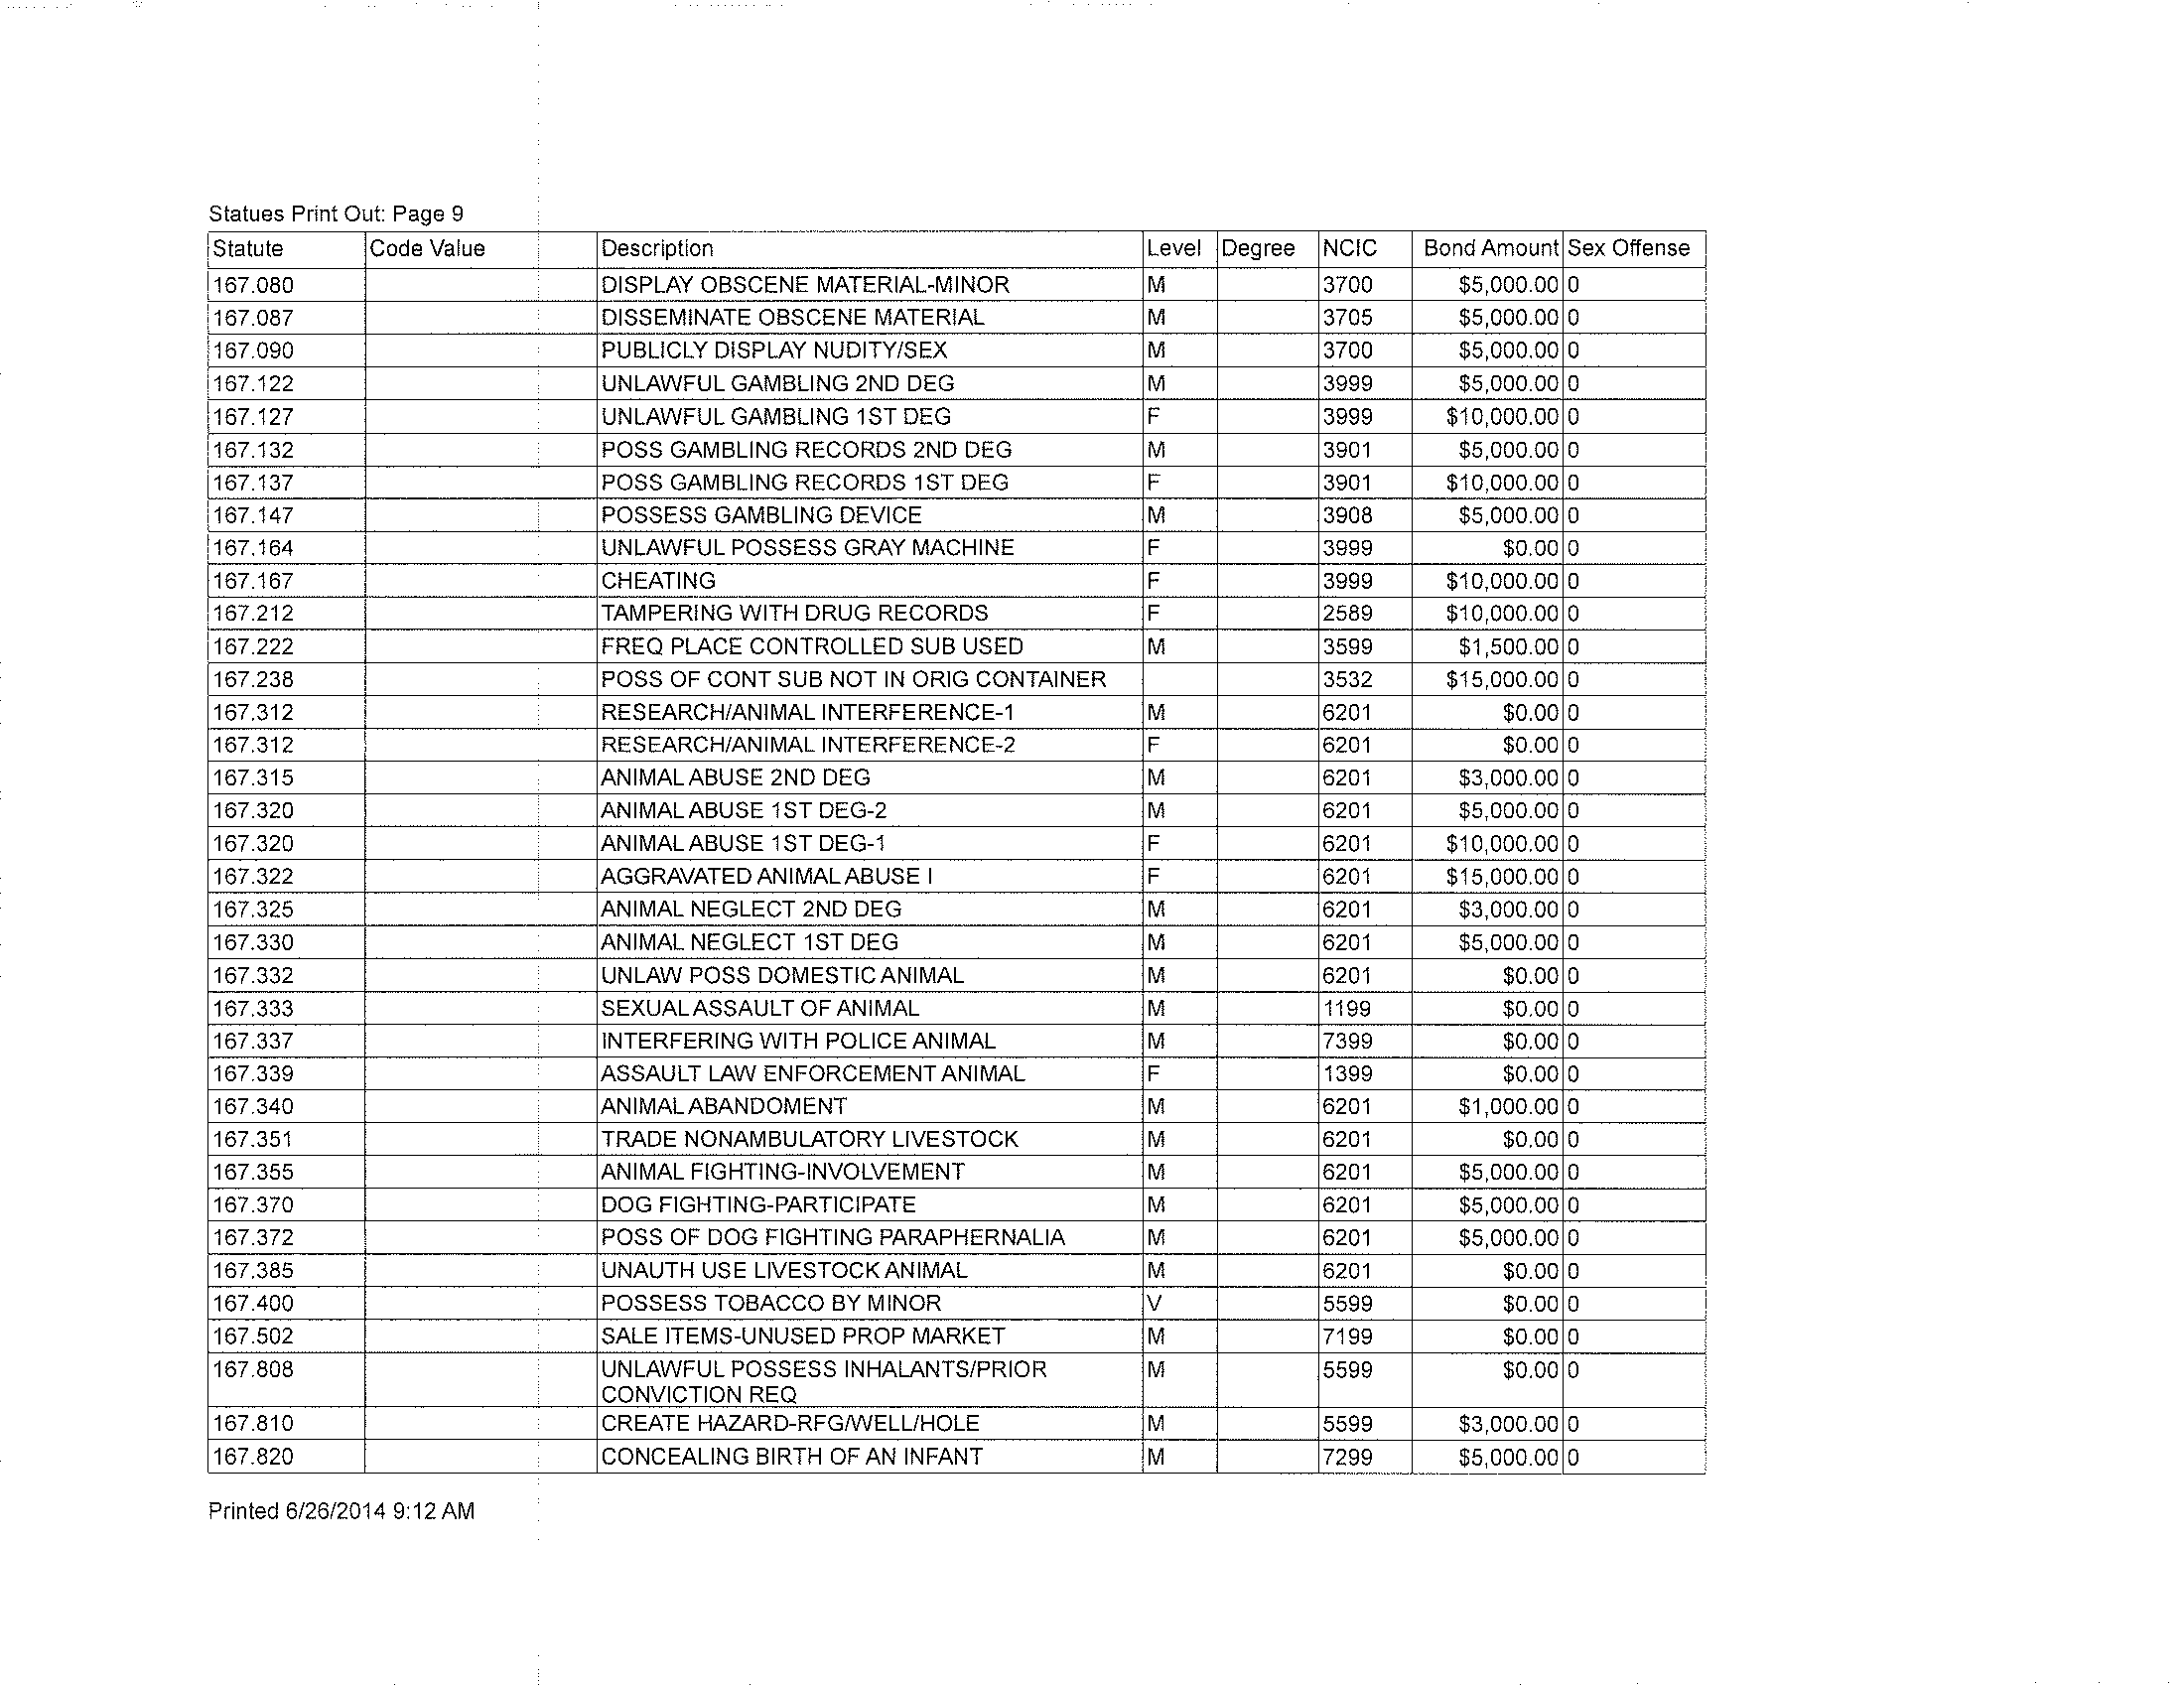 Statues Print Out: Page 9
Statute Code Value Description Level Degree NCIC Bond Amount Sex Offense
167.080 DISPLAY OBSCENE MATERIAL-MINOR M 3700 $5,000.00 0
167.087 DISSEMINATE OBSCENE MATERIAL M 3705 $5,000.00 0
167.090 PUBLICLY DISPLAY NUDITY/SEX M 3700 $5,000.00 0
167.122 UNLAWFUL GAMBLING 2ND DEG M 3999 $5,000.00 0
167.127 UNLAWFUL GAMBLING 1ST DEG F 3999 $10,000.00 0
167.132 POSS GAMBLING RECORDS 2ND DEG M 3901 $5,000.00 0
167.137 POSS GAMBLING RECORDS 1ST DEG F 3901 $10,000.00 0
167.147 POSSESS GAMBLING DEVICE M 3908 $5,000.00 0
167.164 UNLAWFUL POSSESS GRAY MACHINE F 3999 $0.00 0
167.167 CHEATING F 3999 $10,000.00 0
167.212 TAMPERING WITH DRUG RECORDS F 2589 $10,000.00 0
167.222 FREQ PLACE CONTROLLED SUB USED M 3599 $1,500.00 0
167.238 POSS OF CONT SUB NOT IN ORIG CONTAINER 3532 $15,000.00 0
167.312 RESEARCH/ANIMAL INTERFERENCE-1 M 6201 $0.00 0
167.312 RESEARCH/ANIMAL INTERFERENCE-2 F 6201 $0.00 0
167.315 ANIMAL ABUSE 2ND DEG M 6201 $3,000.00 0
167.320 ANIMAL ABUSE 1ST DEG-2 M 6201 $5,000.00 0
167.320 ANIMAL ABUSE 1ST DEG-1 F 6201 $10,000.00 0
167.322 AGGRAVATED ANIMAL ABUSE I F 6201 $15,000.00 0
167.325 ANIMAL NEGLECT 2ND DEG M 6201 $3,000.00 0
167.330 ANIMAL NEGLECT 1ST DEG M 6201 $5,000.00 0
167.332 UNLAW POSS DOMESTIC ANIMAL M 6201 $0.00 0
167.333 SEXUAL ASSAULT OF ANIMAL M 1199 $0.00 0
167.337 INTERFERING WITH POLICE ANIMAL M 7399 $0.00 0
167.339 ASSAULT LAW ENFORCEMENT ANIMAL F 1399 $0.00 0
167.340 ANIMAL ABANDOMENT M 6201 $1,000.00 0
167.351 TRADE NONAMBULATORY LIVESTOCK M 6201 $0.00 0
167.355 ANIMAL FIGHTING-INVOLVEMENT M 6201 $5,000.00 0
167.370 DOG FIGHTING-PARTICIPATE M 6201 $5,000.00 0
167.372 POSS OF DOG FIGHTING PARAPHERNALIA M 6201 $5,000.00 0
167.385 UNAUTH USE LIVESTOCK ANIMAL M 6201 $0.00 0
167.400 POSSESS TOBACCO BY MINOR V 5599 $0.00 0
167.502 SALE ITEMS-UNUSED PROP MARKET M 7199 $0.00 0
167.808 UNLAWFUL POSSESS INHALANTS/PRIOR M 5599 $0.00 0
CONVICTION REQ
167.810 CREATE HAZARD-RFG/WELL/HOLE M 5599 $3,000.00 0
167.820 CONCEALING BIRTH OF AN INFANT M 7299 $5,000.00 0
Printed 6/26/2014 9:12 AM